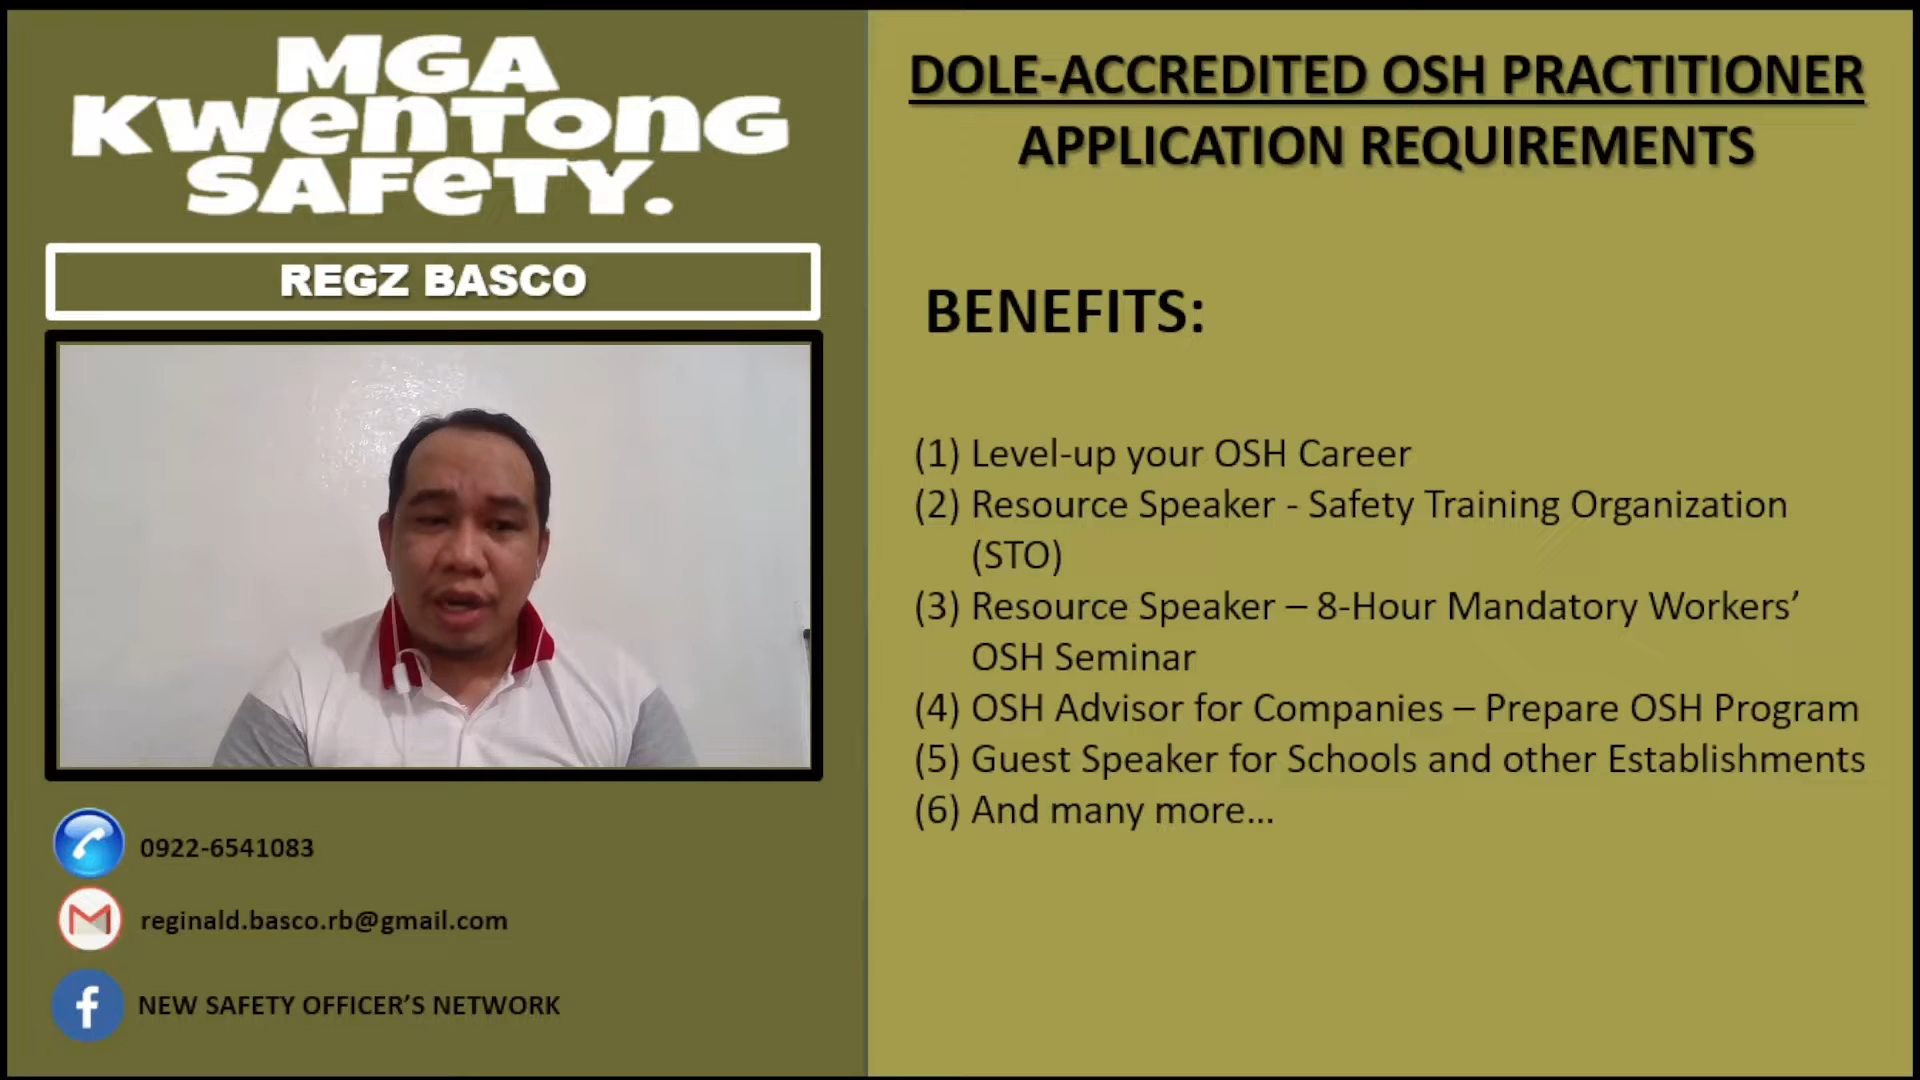 MGA
KWeNTONG
SAFeTY.
REGZ BASCO
0922-6541083
reginald.basco.rb@gmail.com
NEW SAFETY OFFICER’S NETWORK
DOLE-ACCREDITED OSH PRACTITIONER
APPLICATION REQUIREMENTS
BENEFITS:
(1) Level-up your OSH Career
(2) Resource Speaker - Safety Training Organization
(STO)
(3) Resource Speaker – 8-Hour Mandatory Workers’
OSH Seminar
(4) OSH Advisor for Companies – Prepare OSH Program
(5) Guest Speaker for Schools and other Establishments
(6) And many more...